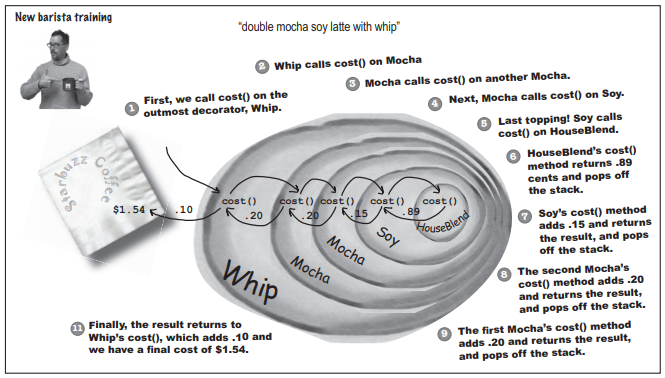 New barista training
“double mocha soy latte with whip”
2 Whip calls cost() on Mocha
3 Mocha calls cost() on another Mocha.
1 First, we call cost() on the
outmost decorator, Whip.
4 Next, Mocha calls cost() on Soy.
5 Last topping! Soy calls
cost() on HouseBlend.
6 HouseBlend’s cost()
method returns .89
cents and pops off
the stack.
Starbuzz Coffee
$1.54
.10
cost()
.20
cost()
.20
cost()
.15
cost()
.89
cost()
HouseBlend
Soy
Mocha
Mocha
Whip
7 Soy’s cost() method
adds .15 and returns
the result, and pops
off the stack.
8 The second Mocha’s
cost() method adds .20
and returns the result,
and pops off the stack.
9 The first Mocha’s cost() method
adds .20 and returns the result,
and pops off the stack.
11 Finally, the result returns to
Whip’s cost(), which adds .10 and
we have a final cost of $1.54.